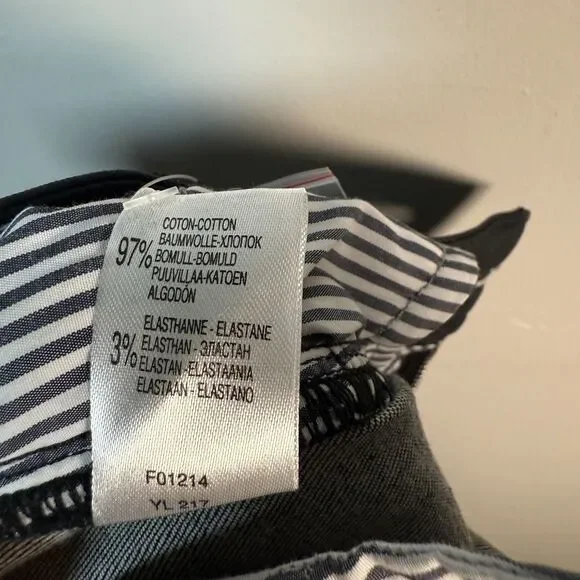 COTON-COTTON
97% BAUMWOLLE-ХЛОПОК
BOMULL-BOMULD
PUUVILLAA-KATOEN
ALGODÓN
ELASTHANNE - ELASTANE
3% ELASTHAN - ЭЛАСТАН
ELASTAN - ELASTAANIA
ELASTAAN - ELASTANO
F01214
YL 217